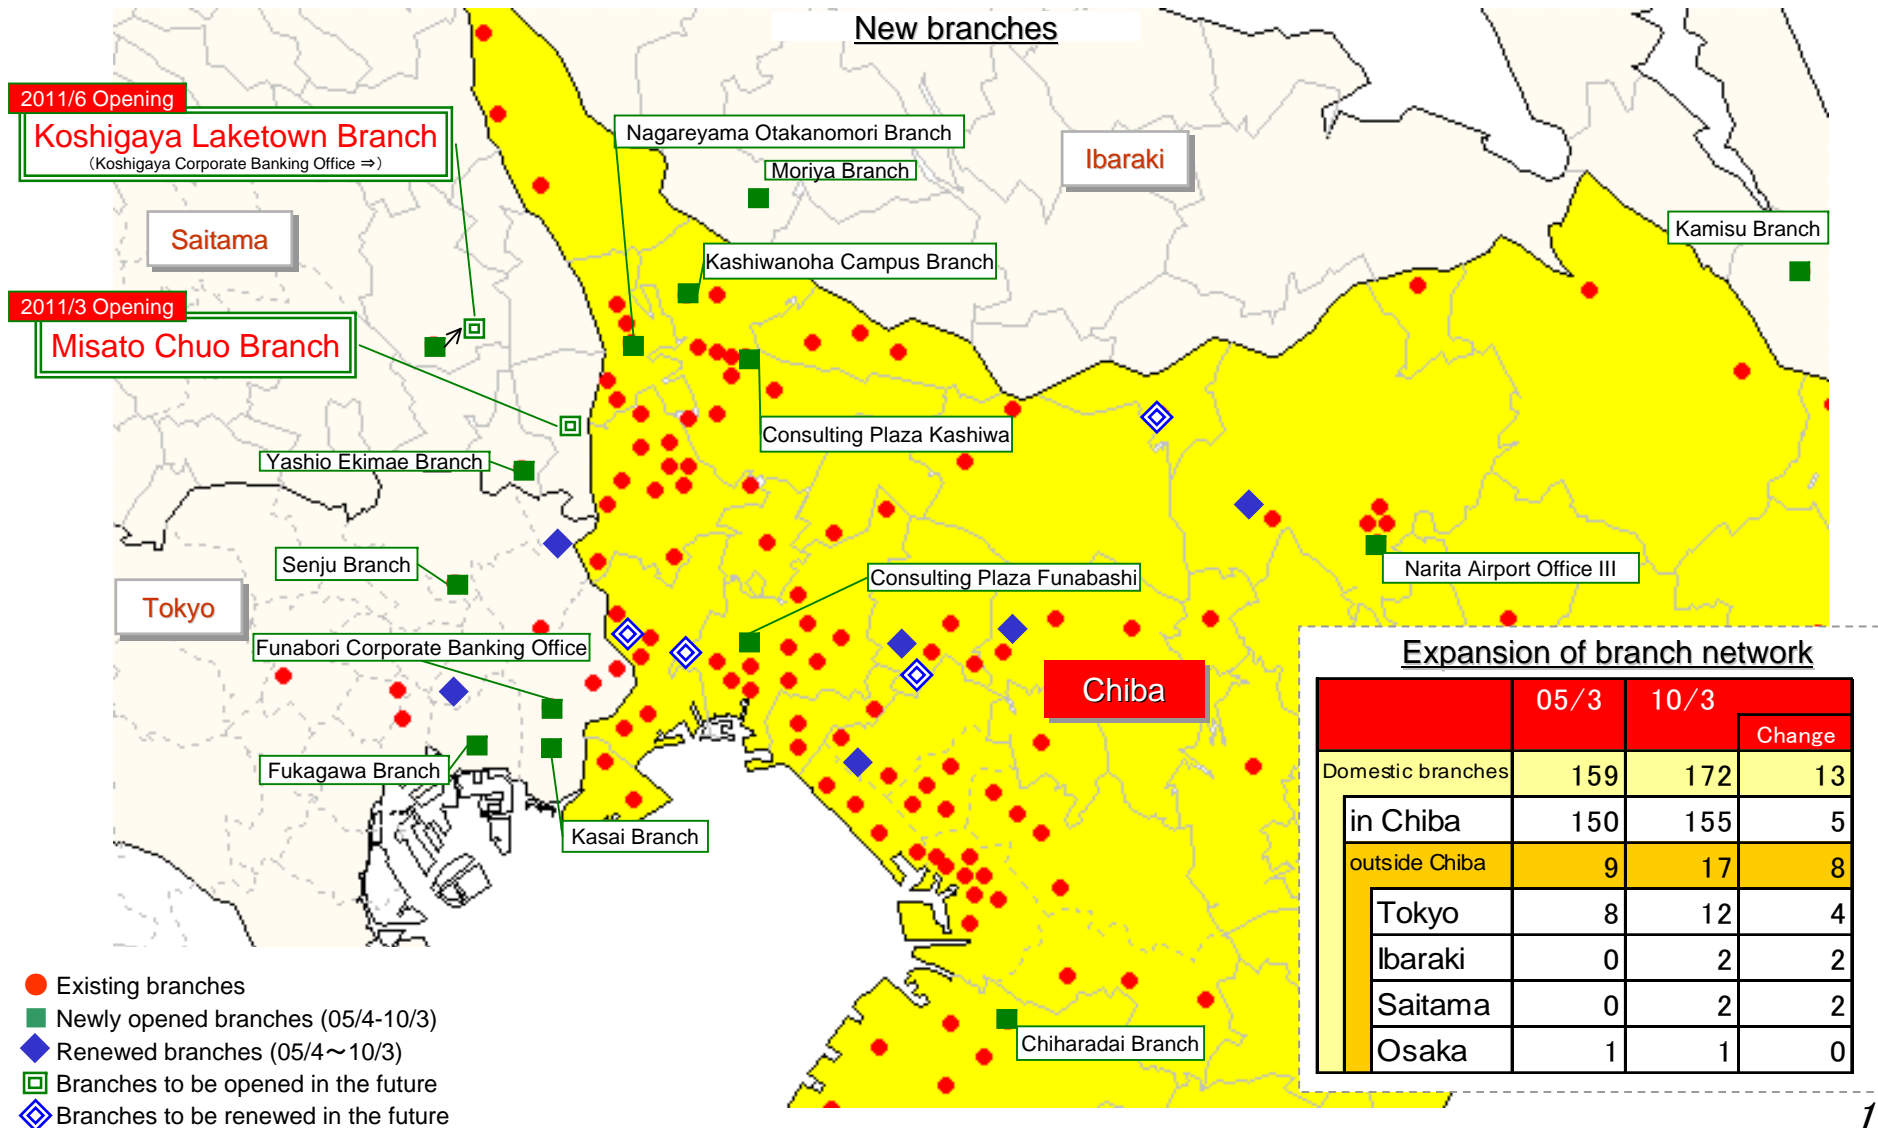 New branches
2011/6 Opening
Koshigaya Laketown Branch
(Koshigaya Corporate Banking Office ⇒)
Nagareyama Otakanomori Branch
Moriya Branch
Ibaraki
Saitama
Kamisu Branch
Kashiwanoha Campus Branch
2011/3 Opening
Misato Chuo Branch
Consulting Plaza Kashiwa
Yashio Ekimae Branch
Senju Branch
Narita Airport Office III
Consulting Plaza Funabashi
Tokyo
Funabori Corporate Banking Office
Chiba
Fukagawa Branch
Kasai Branch
Chiharadai Branch
Expansion of branch network
05/3 10/3
Change
Domestic branches 159 172 13
in Chiba 150 155 5
outside Chiba 9 17 8
Tokyo 8 12 4
Ibaraki 0 2 2
Saitama 0 2 2
Osaka 1 1 0
Existing branches
Newly opened branches (05/4-10/3)
Renewed branches (05/4～10/3)
Branches to be opened in the future
Branches to be renewed in the future
1